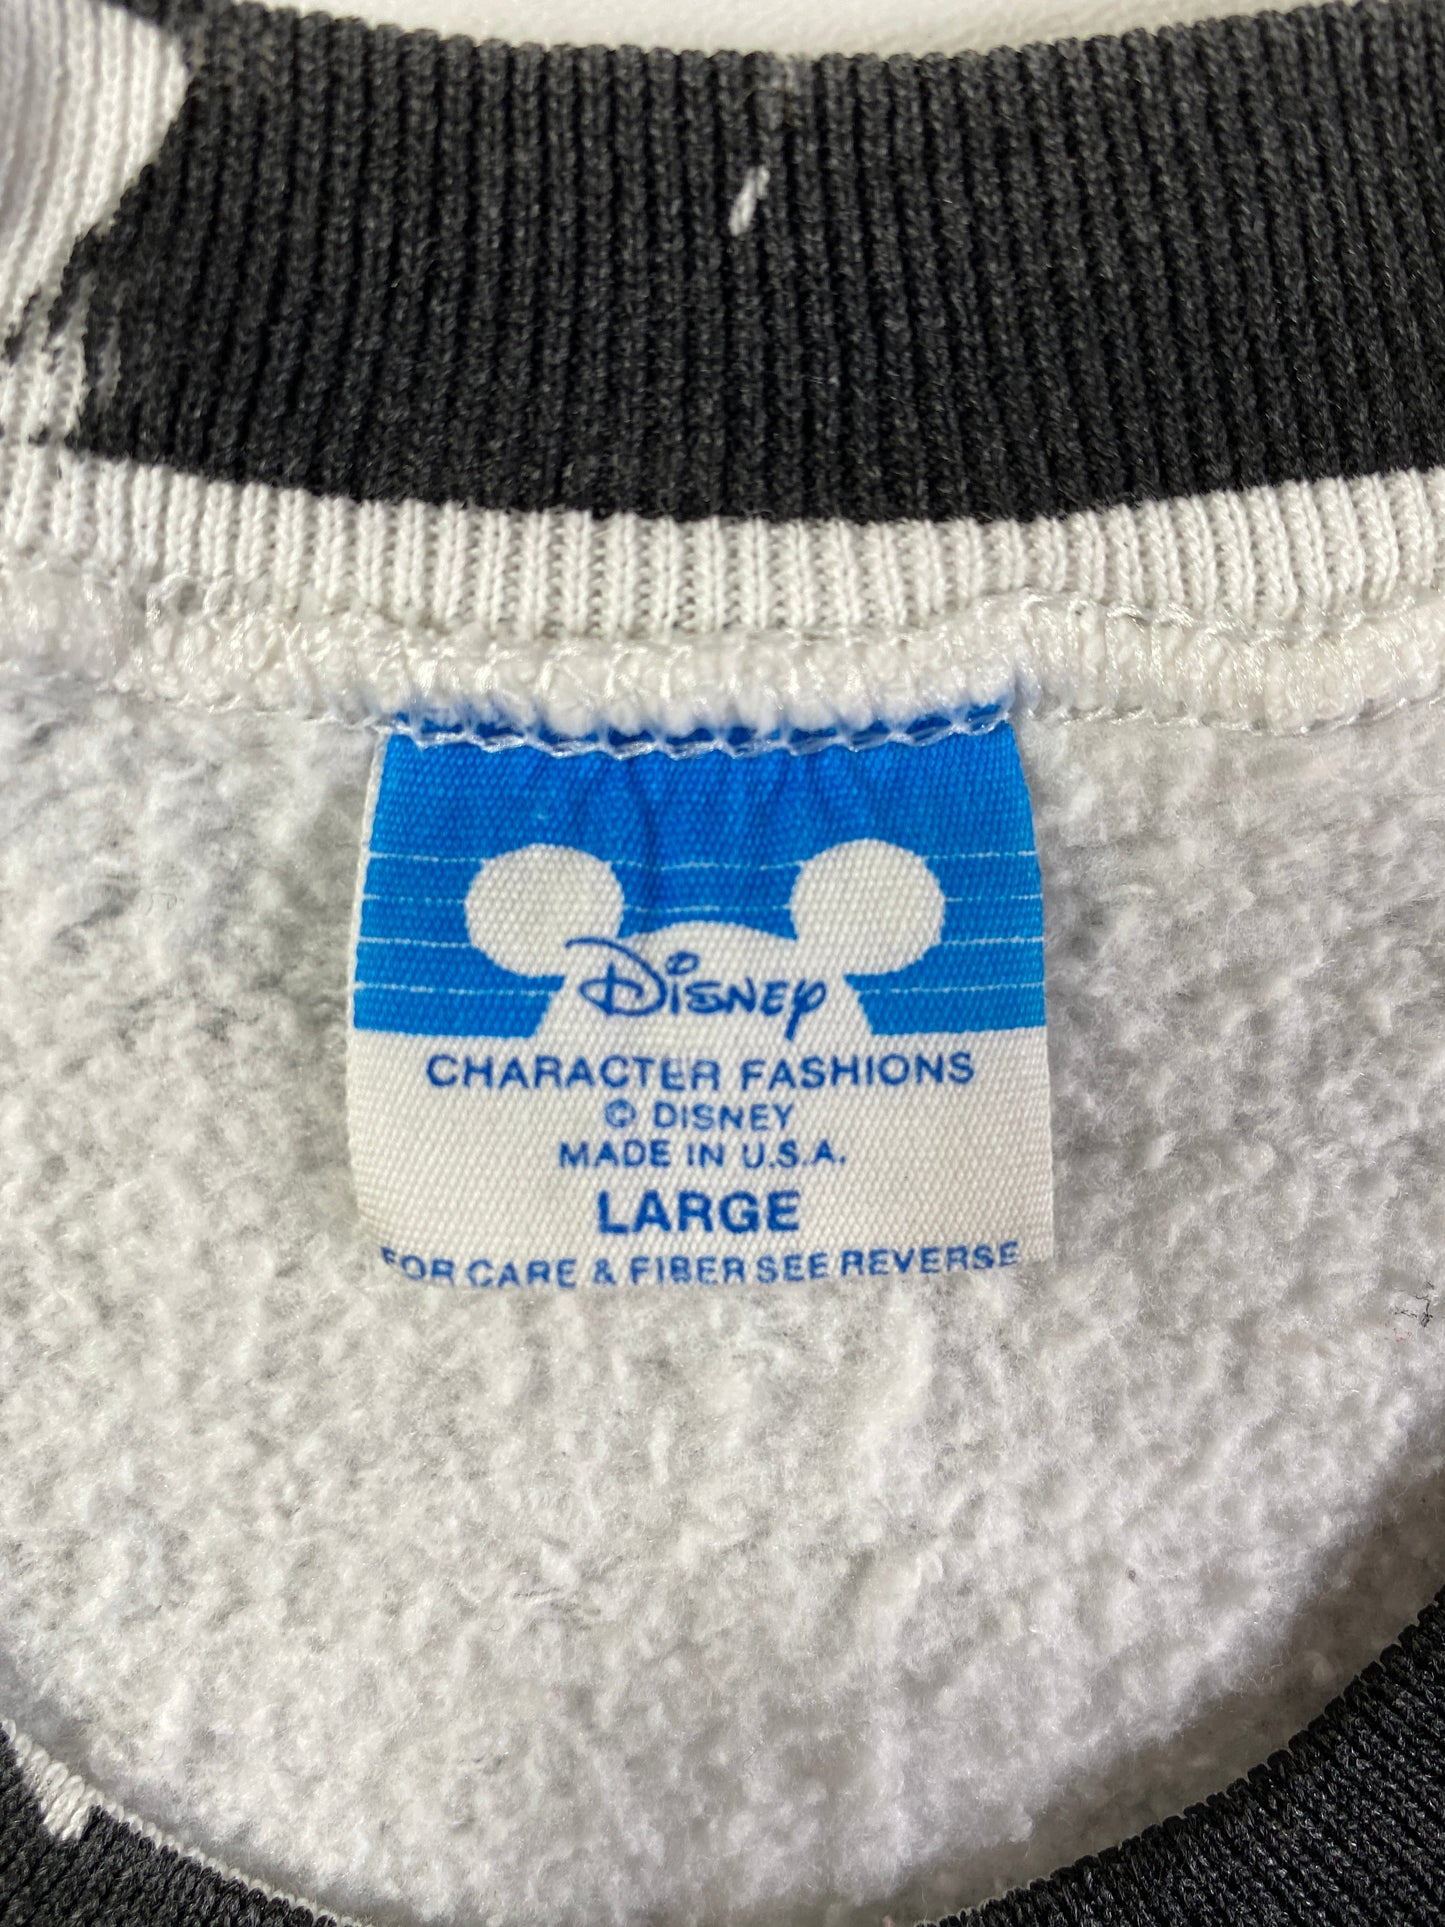 Disney
CHARACTER FASHIONS
© DISNEY
MADE IN U.S.A.
LARGE
FOR CARE & FIBER SEE REVERSE